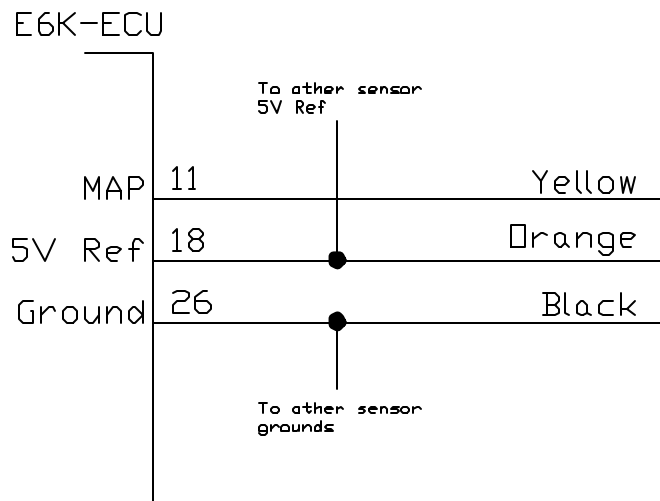 E6K-ECU
To ather sensor
5V Ref
MAP 11 Yellow
5V Ref 18 Orange
Ground 26 Black
To ather sensor
grounds